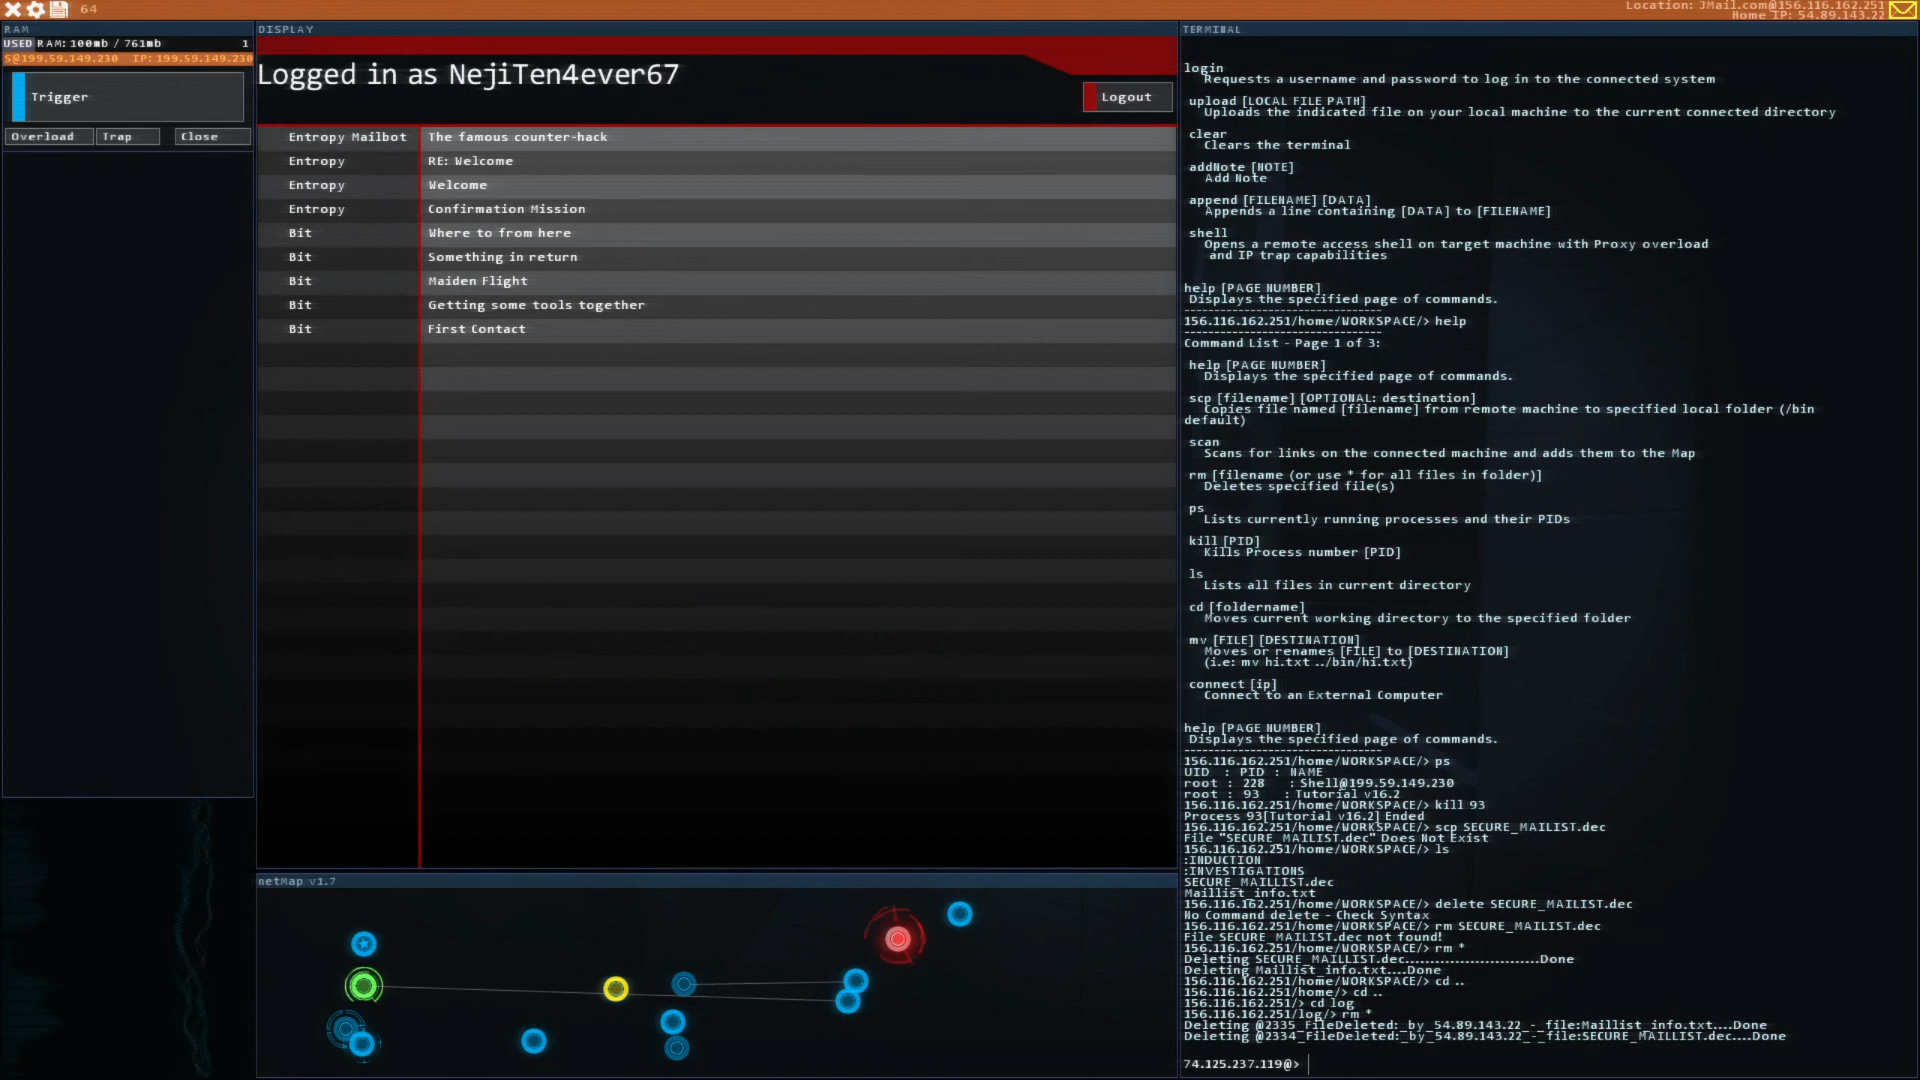 64
Location: JMail.com@156.116.162.251
Home IP: 54.89.143.22
RAM
USED RAM: 100mb / 761mb 1
S@199.59.149.230 IP: 199.59.149.230
Trigger
Overload Trap Close
DISPLAY
Logged in as NejiTen4ever67
Logout
Entropy Mailbot The famous counter-hack
Entropy RE: Welcome
Entropy Welcome
Entropy Confirmation Mission
Bit Where to from here
Bit Something in return
Bit Maiden Flight
Bit Getting some tools together
Bit First Contact
netMap v1.7
TERMINAL
login
Requests a username and password to log in to the connected system
upload [LOCAL FILE PATH]
Uploads the indicated file on your local machine to the current connected directory
clear
Clears the terminal
addNote [NOTE]
Add Note
append [FILENAME] [DATA]
Appends a line containing [DATA] to [FILENAME]
shell
Opens a remote access shell on target machine with Proxy overload
and IP trap capabilities
help [PAGE NUMBER]
Displays the specified page of commands.
---------------------------------
156.116.162.251/home/WORKSPACE/> help
---------------------------------
Command List - Page 1 of 3:
help [PAGE NUMBER]
Displays the specified page of commands.
scp [filename] [OPTIONAL: destination]
Copies file named [filename] from remote machine to specified local folder (/bin
default)
scan
Scans for links on the connected machine and adds them to the Map
rm [filename (or use * for all files in folder)]
Deletes specified file(s)
ps
Lists currently running processes and their PIDs
kill [PID]
Kills Process number [PID]
ls
Lists all files in current directory
cd [foldername]
Moves current working directory to the specified folder
mv [FILE] [DESTINATION]
Moves or renames [FILE] to [DESTINATION]
(i.e: mv hi.txt ../bin/hi.txt)
connect [ip]
Connect to an External Computer
help [PAGE NUMBER]
Displays the specified page of commands.
---------------------------------
156.116.162.251/home/WORKSPACE/> ps
UID : PID : NAME
root : 228 : Shell@199.59.149.230
root : 93 : Tutorial v16.2
156.116.162.251/home/WORKSPACE/> kill 93
Process 93[Tutorial v16.2] Ended
156.116.162.251/home/WORKSPACE/> scp SECURE_MAILIST.dec
File "SECURE_MAILIST.dec" Does Not Exist
156.116.162.251/home/WORKSPACE/> ls
:INDUCTION
:INVESTIGATIONS
SECURE_MAILLIST.dec
Maillist_info.txt
156.116.162.251/home/WORKSPACE/> delete SECURE_MAILLIST.dec
No Command delete - Check Syntax
156.116.162.251/home/WORKSPACE/> rm SECURE_MAILIST.dec
File SECURE_MAILIST.dec not found!
156.116.162.251/home/WORKSPACE/> rm *
Deleting SECURE_MAILLIST.dec...........................Done
Deleting Maillist_info.txt....Done
156.116.162.251/home/WORKSPACE/> cd ..
156.116.162.251/home/> cd ..
156.116.162.251/> cd log
156.116.162.251/log/> rm *
Deleting @2335_FileDeleted:_by_54.89.143.22_-_file:Maillist_info.txt....Done
Deleting @2334_FileDeleted:_by_54.89.143.22_-_file:SECURE_MAILLIST.dec....Done
74.125.237.119@>